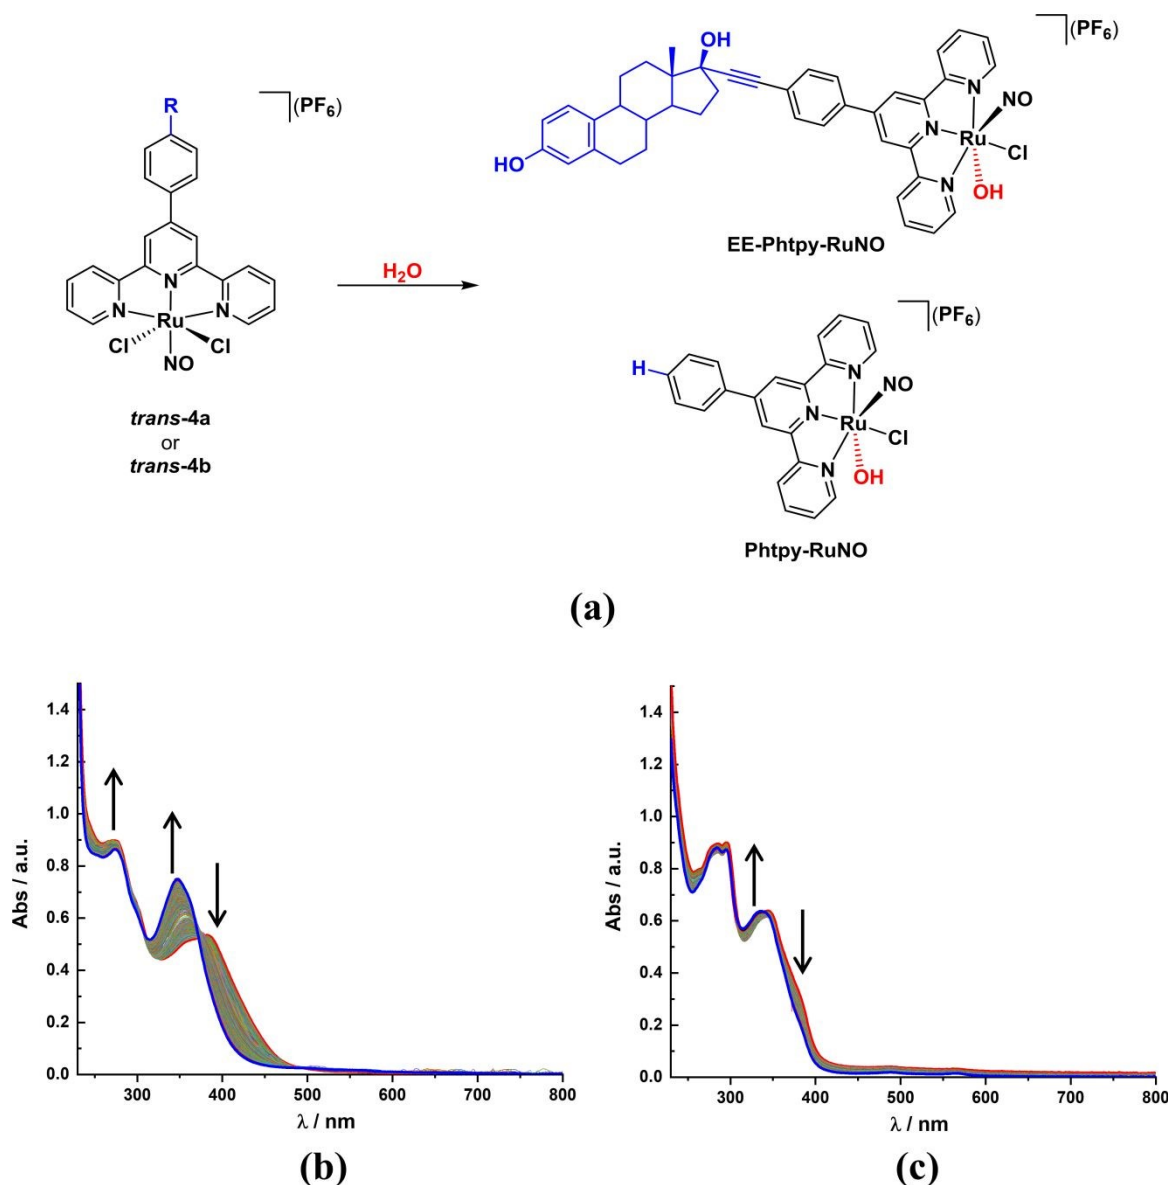 R
(PF6)
N
N
N
Ru
Cl
Cl
NO
trans-4a
or
trans-4b
H2O
OH
HO
(PF6)
N
N
N
NO
Ru
Cl
OH
EE-Phtpy-RuNO
(PF6)
H
N
N
N
NO
Ru
Cl
OH
Phtpy-RuNO
(a)
Abs / a.u.
1.4
1.2
1.0
0.8
0.6
0.4
0.2
0.0
300 400 500 600 700 800
λ / nm
(b)
Abs / a.u.
1.4
1.2
1.0
0.8
0.6
0.4
0.2
0.0
300 400 500 600 700 800
λ / nm
(c)